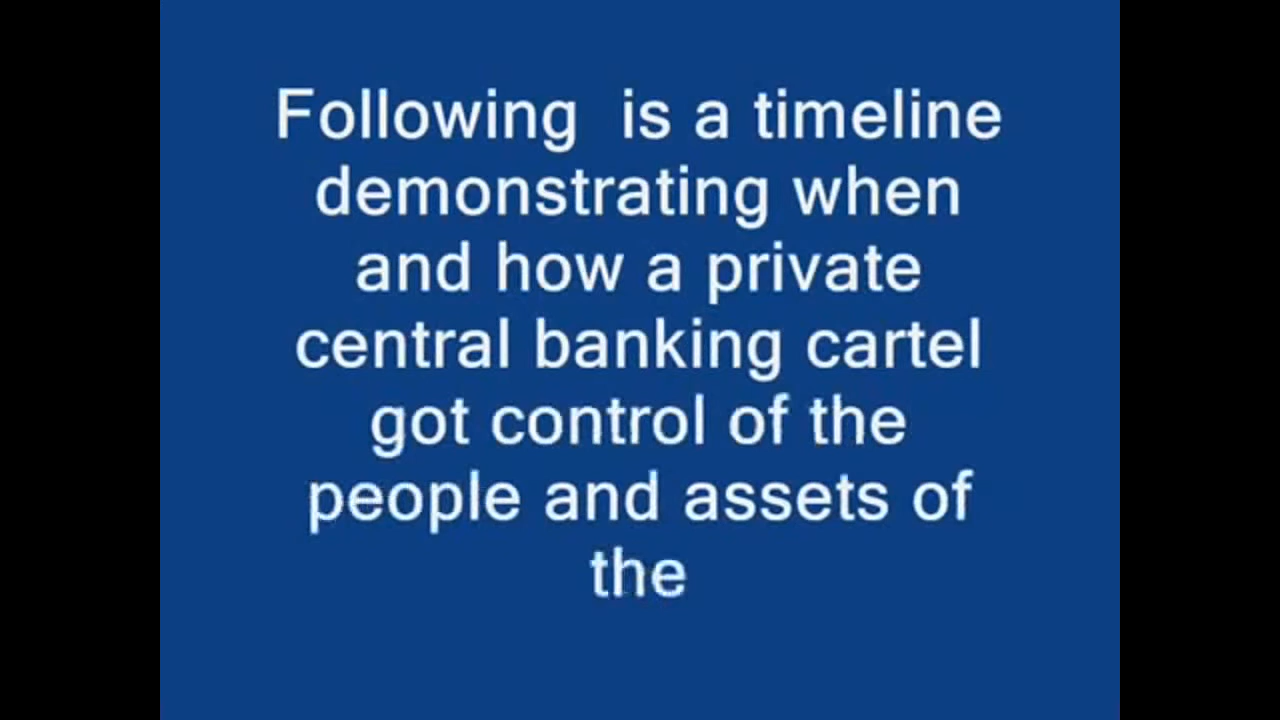 Following  is a timeline
demonstrating when
and how a private
central banking cartel
got control of the
people and assets of
the